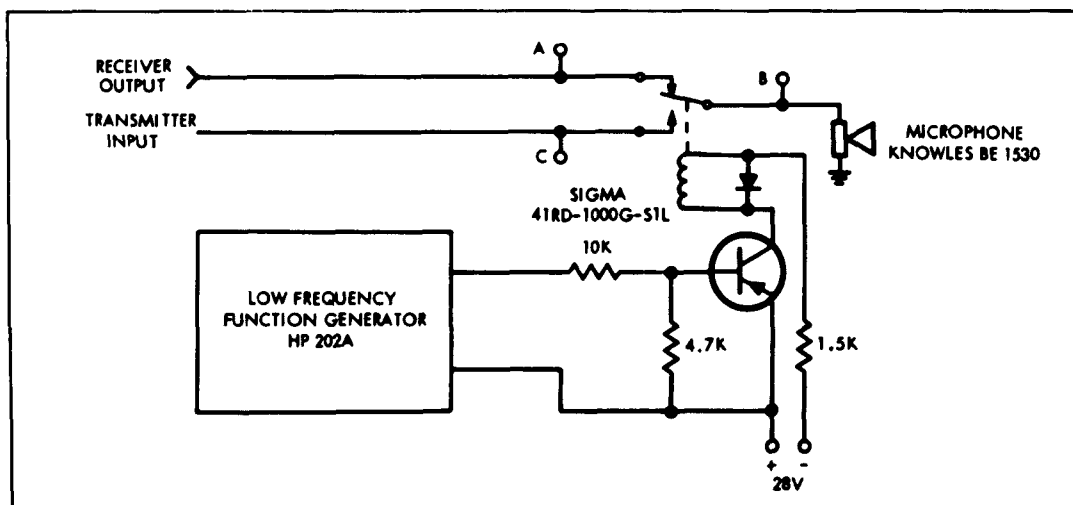 RECEIVER
OUTPUT
TRANSMITTER
INPUT
A
B
C
MICROPHONE
KNOWLES BE 1530
SIGMA
41RD-1000G-S1L
10K
LOW FREQUENCY
FUNCTION GENERATOR
HP 202A
4.7K
1.5K
+ -
28V